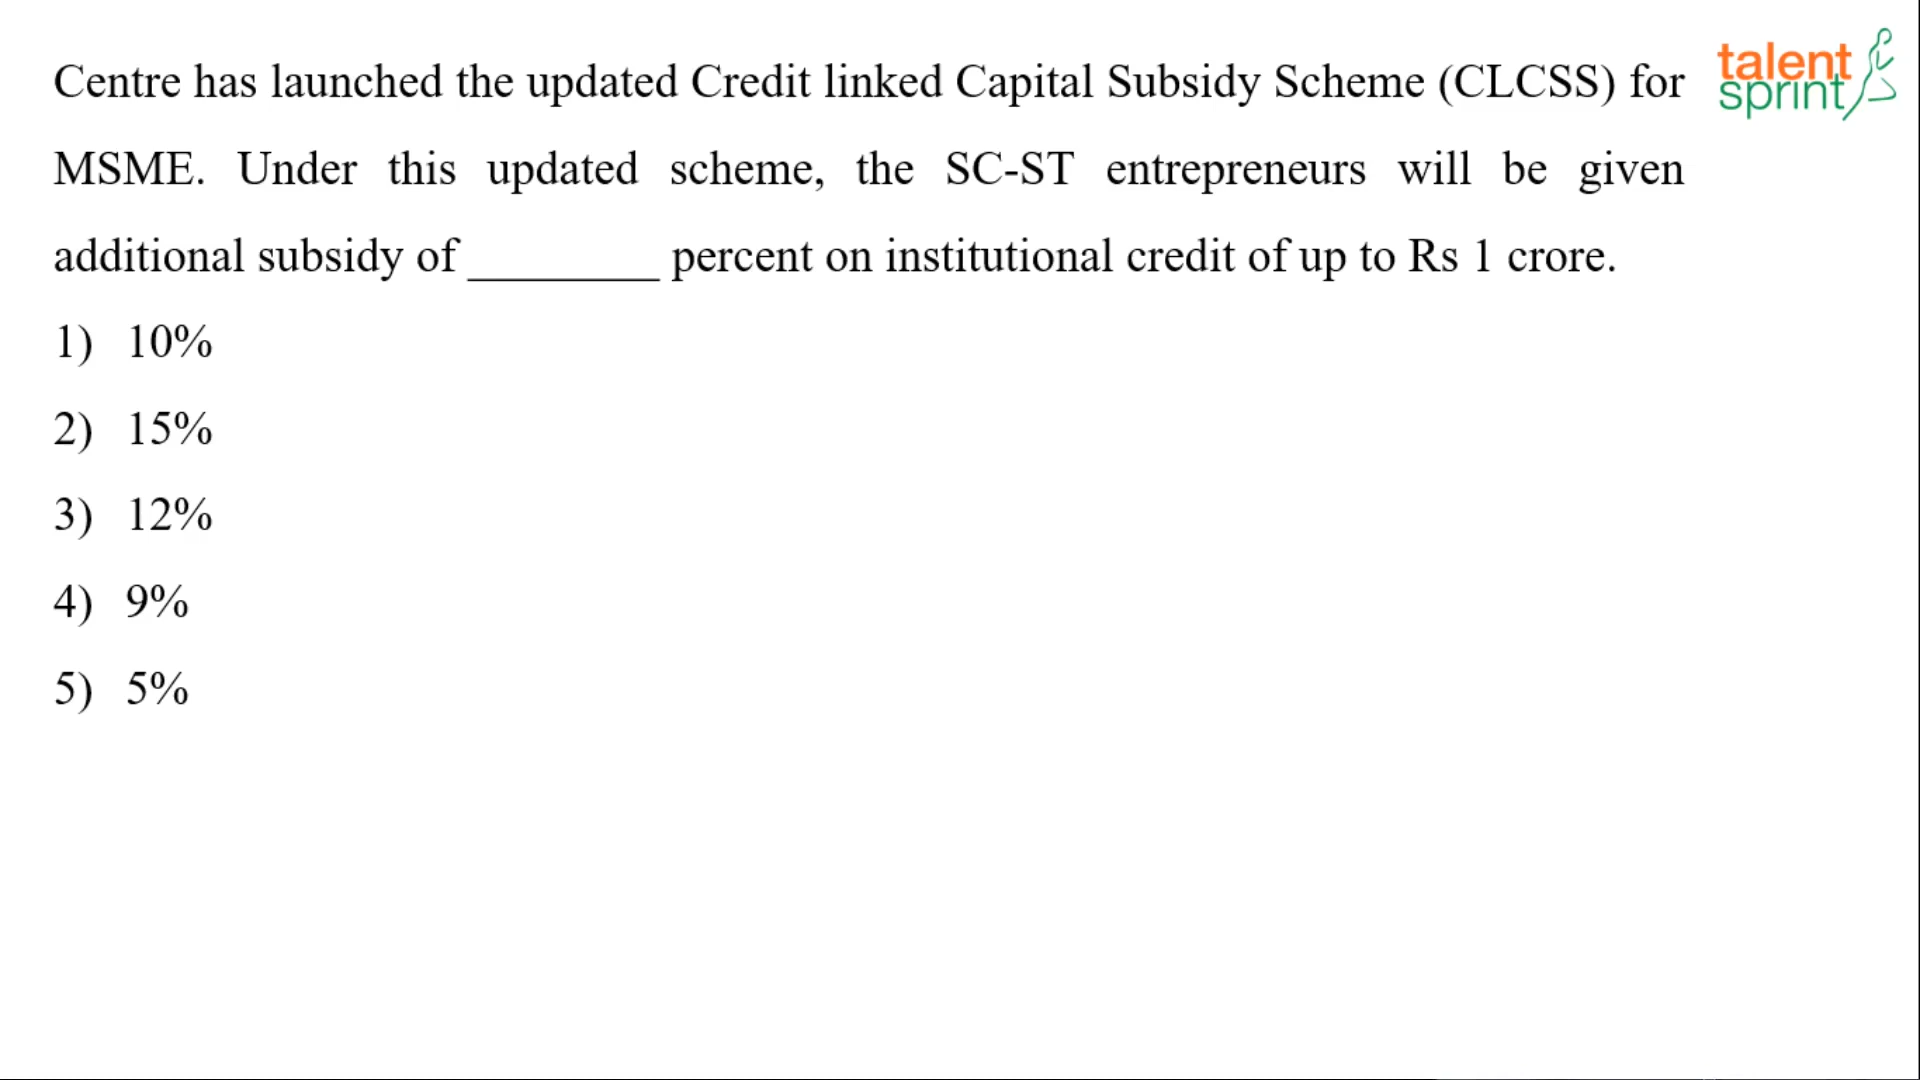 Centre has launched the updated Credit linked Capital Subsidy Scheme (CLCSS) for
MSME. Under this updated scheme, the SC-ST entrepreneurs will be given
additional subsidy of ________ percent on institutional credit of up to Rs 1 crore.
1) 10%
2) 15%
3) 12%
4) 9%
5) 5%
talent
sprint